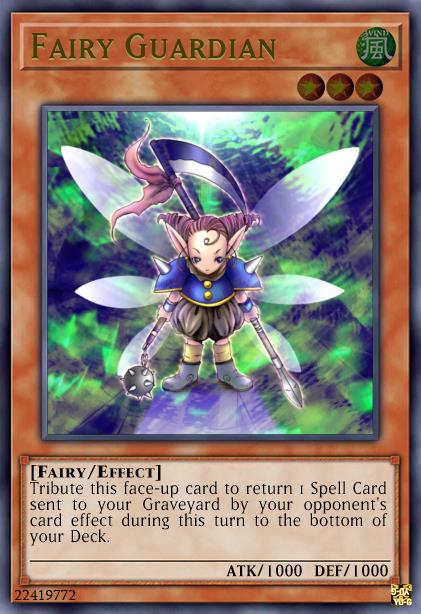 FAIRY GUARDIAN
WIND
風
[FAIRY/EFFECT]
Tribute this face-up card to return 1 Spell Card
sent to your Graveyard by your opponent's
card effect during this turn to the bottom of
your Deck.
ATK/1000 DEF/1000
22419772